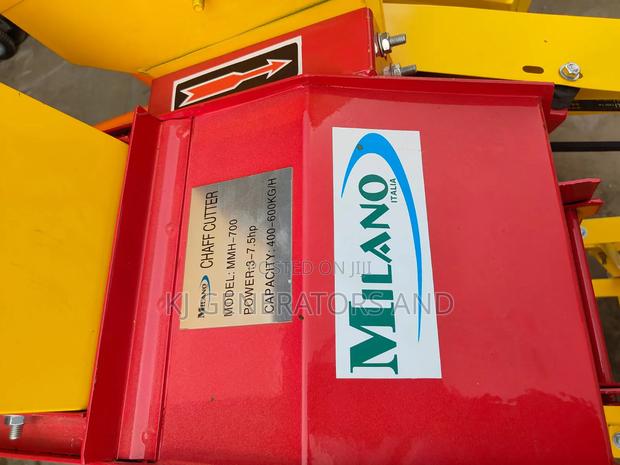 MILANO CHAFF CUTTER
MODEL: MMH-700
POWER:3-7.5hp
CAPACITY: 400-600KG/H
MILANO
ITALIA
POSTED ON JIJI
KJ GENERATORS AND